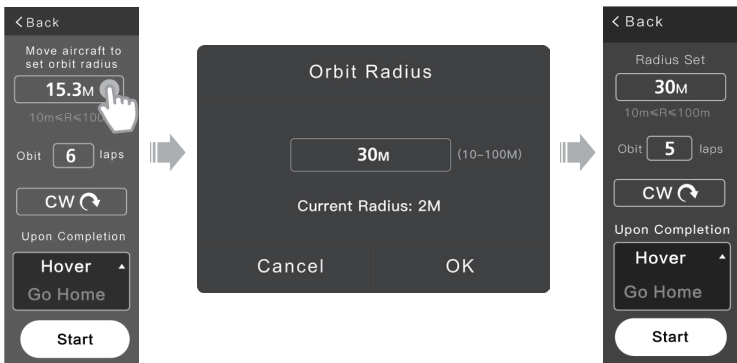 < Back
Move aircraft to
set orbit radius
15.3M
10m≤R≤100
Obit 6 laps
CW
Upon Completion
Hover
Go Home
Start
Orbit Radius
30M (10-100M)
Current Radius: 2M
Cancel OK
< Back
Radius Set
30M
10m≤R≤100m
Obit 5 laps
CW
Upon Completion
Hover
Go Home
Start